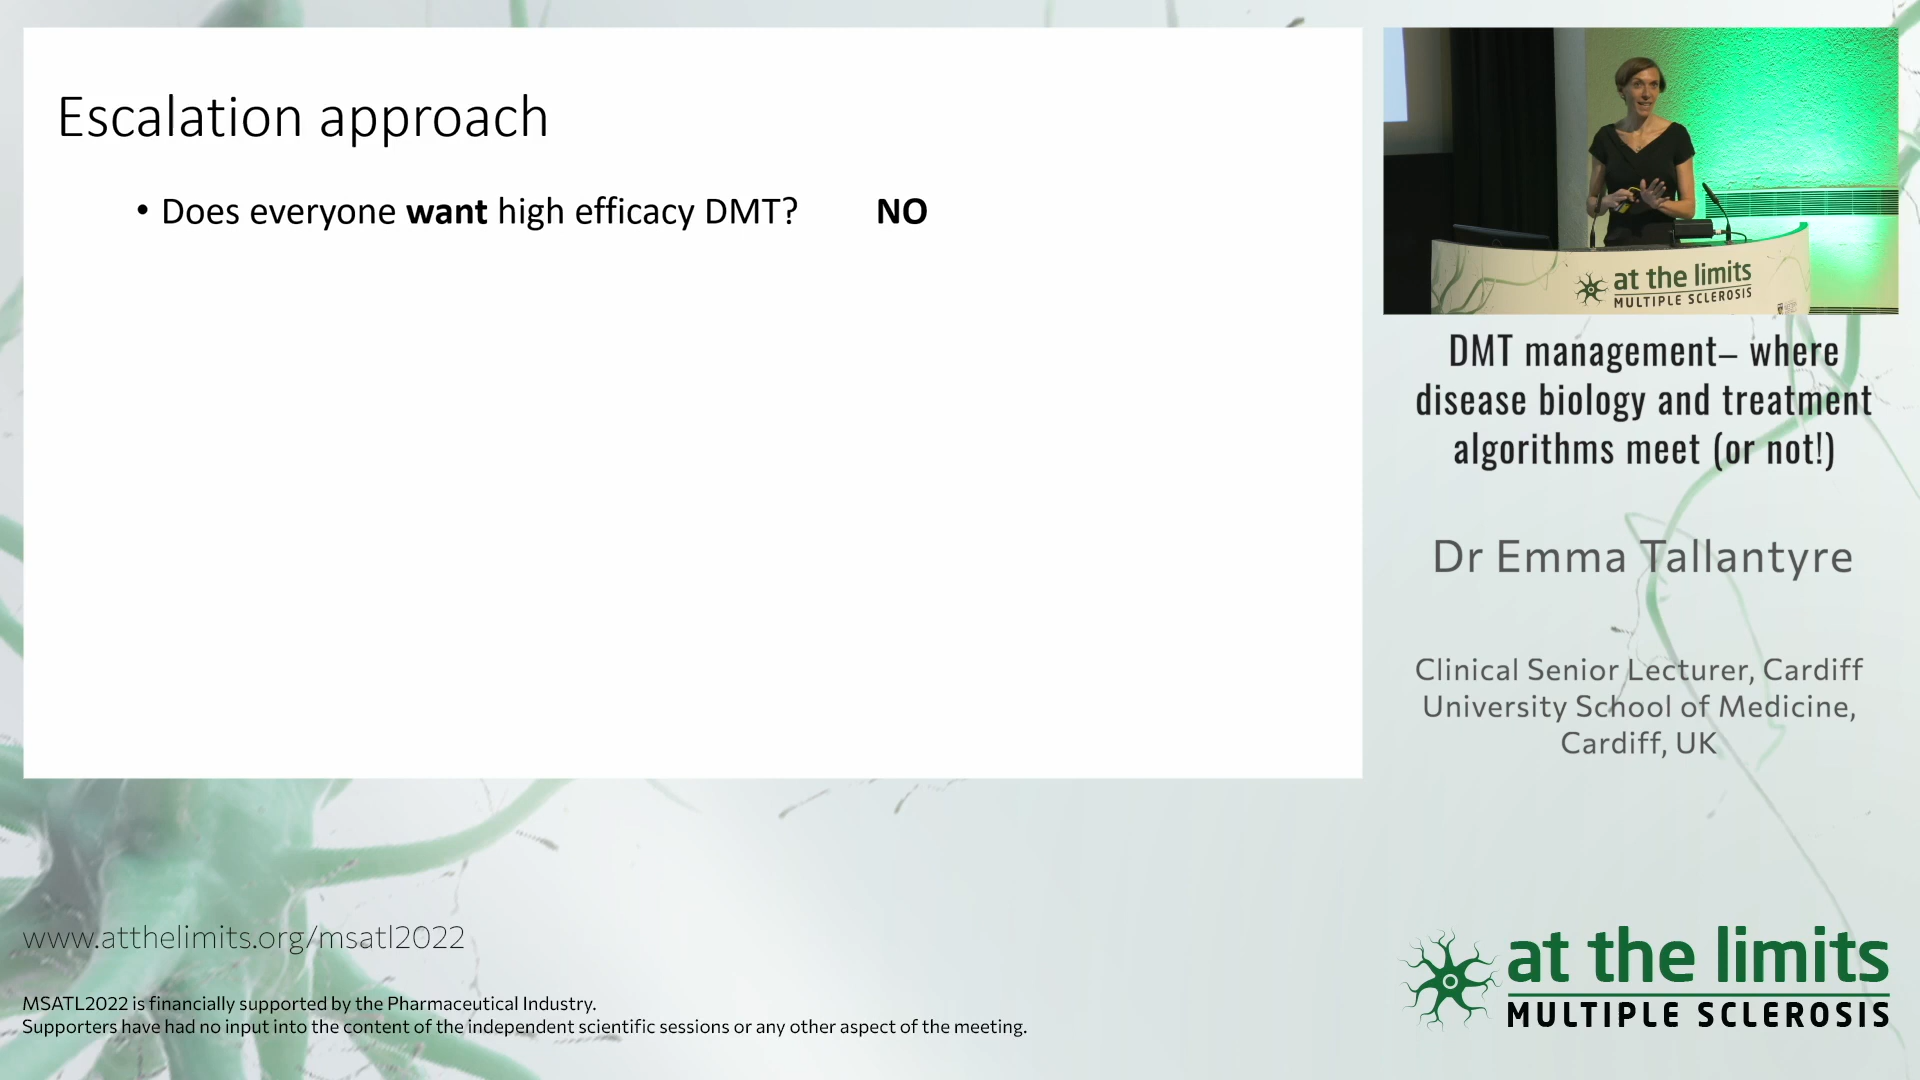 Escalation approach
• Does everyone want high efficacy DMT? NO
at the limits
MULTIPLE SCLEROSIS
DMT management– where
disease biology and treatment
algorithms meet (or not!)
Dr Emma Tallantyre
Clinical Senior Lecturer, Cardiff
University School of Medicine,
Cardiff, UK
www.atthelimits.org/msatl2022
MSATL2022 is financially supported by the Pharmaceutical Industry.
Supporters have had no input into the content of the independent scientific sessions or any other aspect of the meeting.
at the limits
MULTIPLE SCLEROSIS